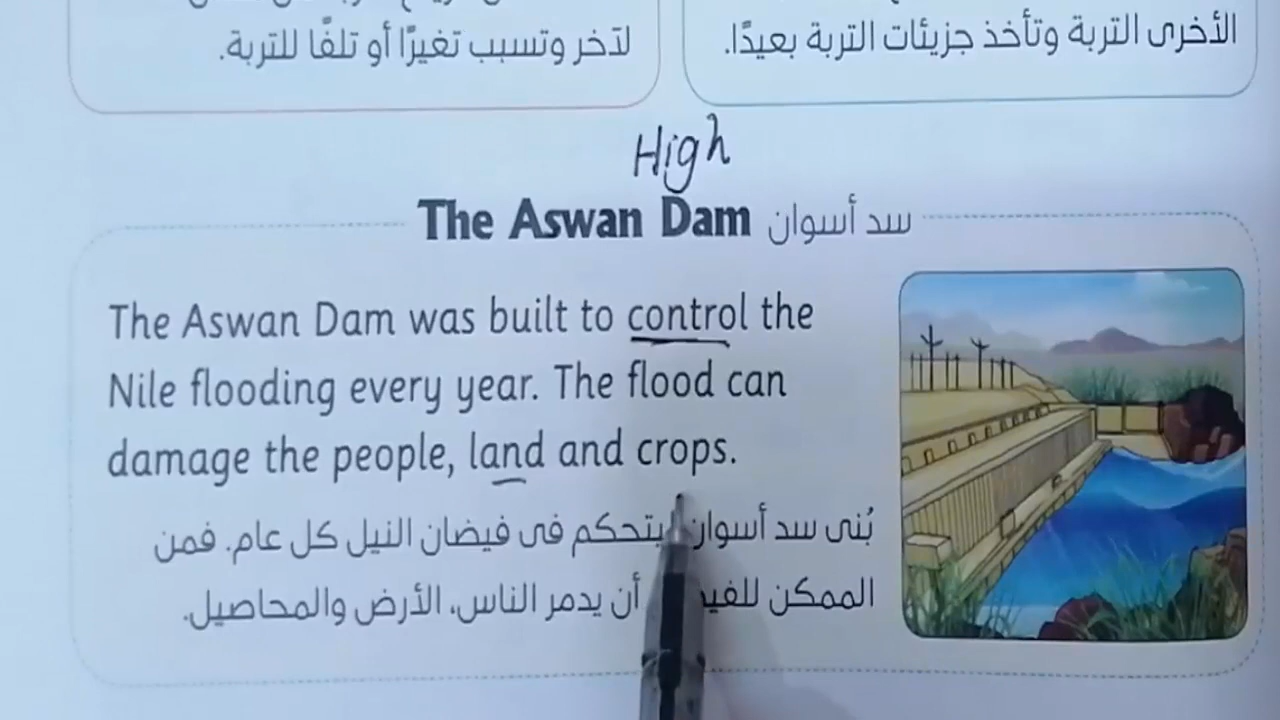 الأخرى التربة وتأخذ جزيئات التربة بعيدًا.
لآخر وتسبب تغيرًا أو تلفًا للتربة.
High
The Aswan Dam سد أسوان
The Aswan Dam was built to control the
Nile flooding every year. The flood can
damage the people, land and crops.
بُنى سد أسوان يتحكم فى فيضان النيل كل عام. فمن
الممكن أن يدمر الناس، الأرض والمحاصيل.